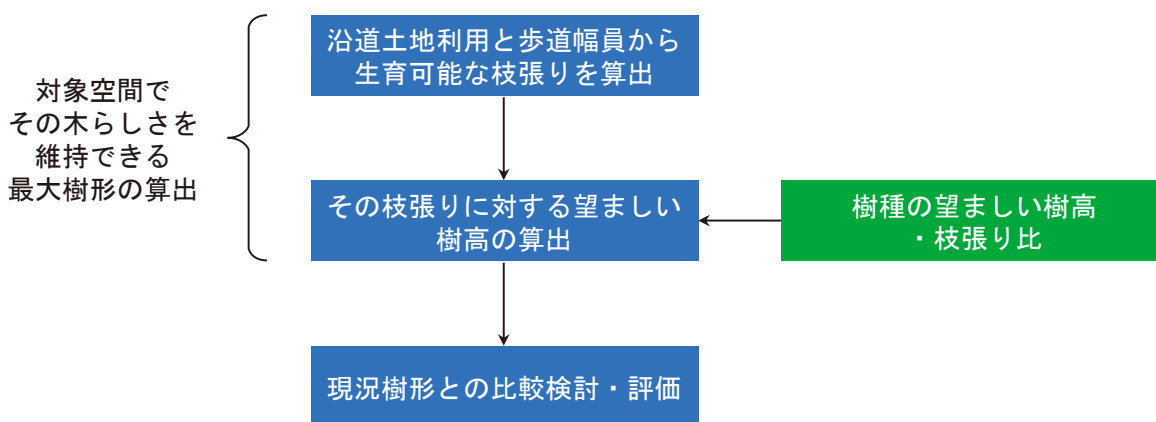 対象空間で
その木らしさを
維持できる
最大樹形の算出
沿道土地利用と歩道幅員から
生育可能な枝張りを算出
その枝張りに対する望ましい
樹高の算出
樹種の望ましい樹高
・枝張り比
現況樹形との比較検討・評価